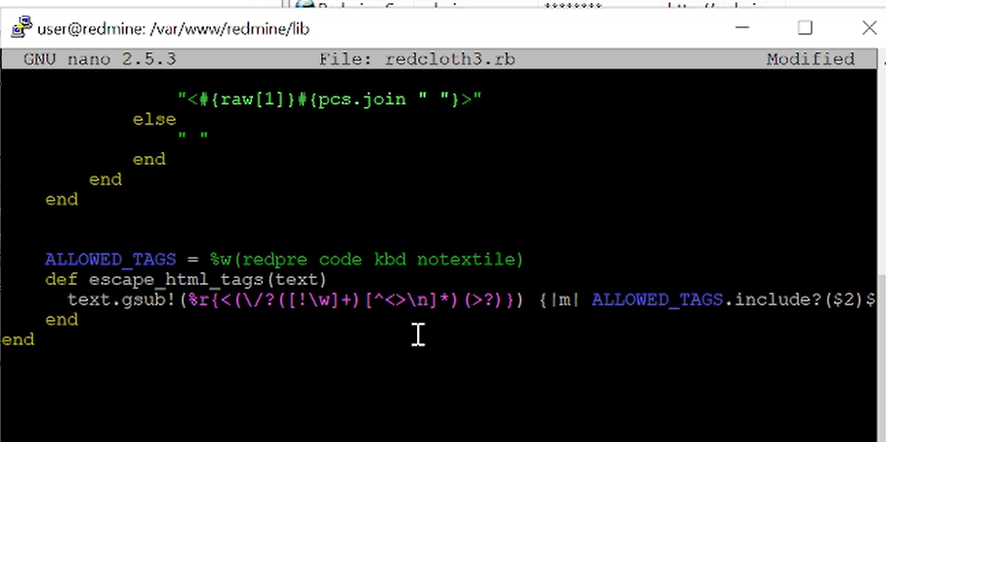 user@redmine: /var/www/redmine/lib
GNU nano 2.5.3 File: redcloth3.rb Modified
"<#{raw[1]}#{pcs.join " "}>"
else
" "
end
end
end
ALLOWED_TAGS = %w(redpre code kbd notextile)
def escape_html_tags(text)
text.gsub!(%r{<(\/?([!\w]+)[^<>\n]*)(>?)}) {|m| ALLOWED_TAGS.include?($2)$
end
end